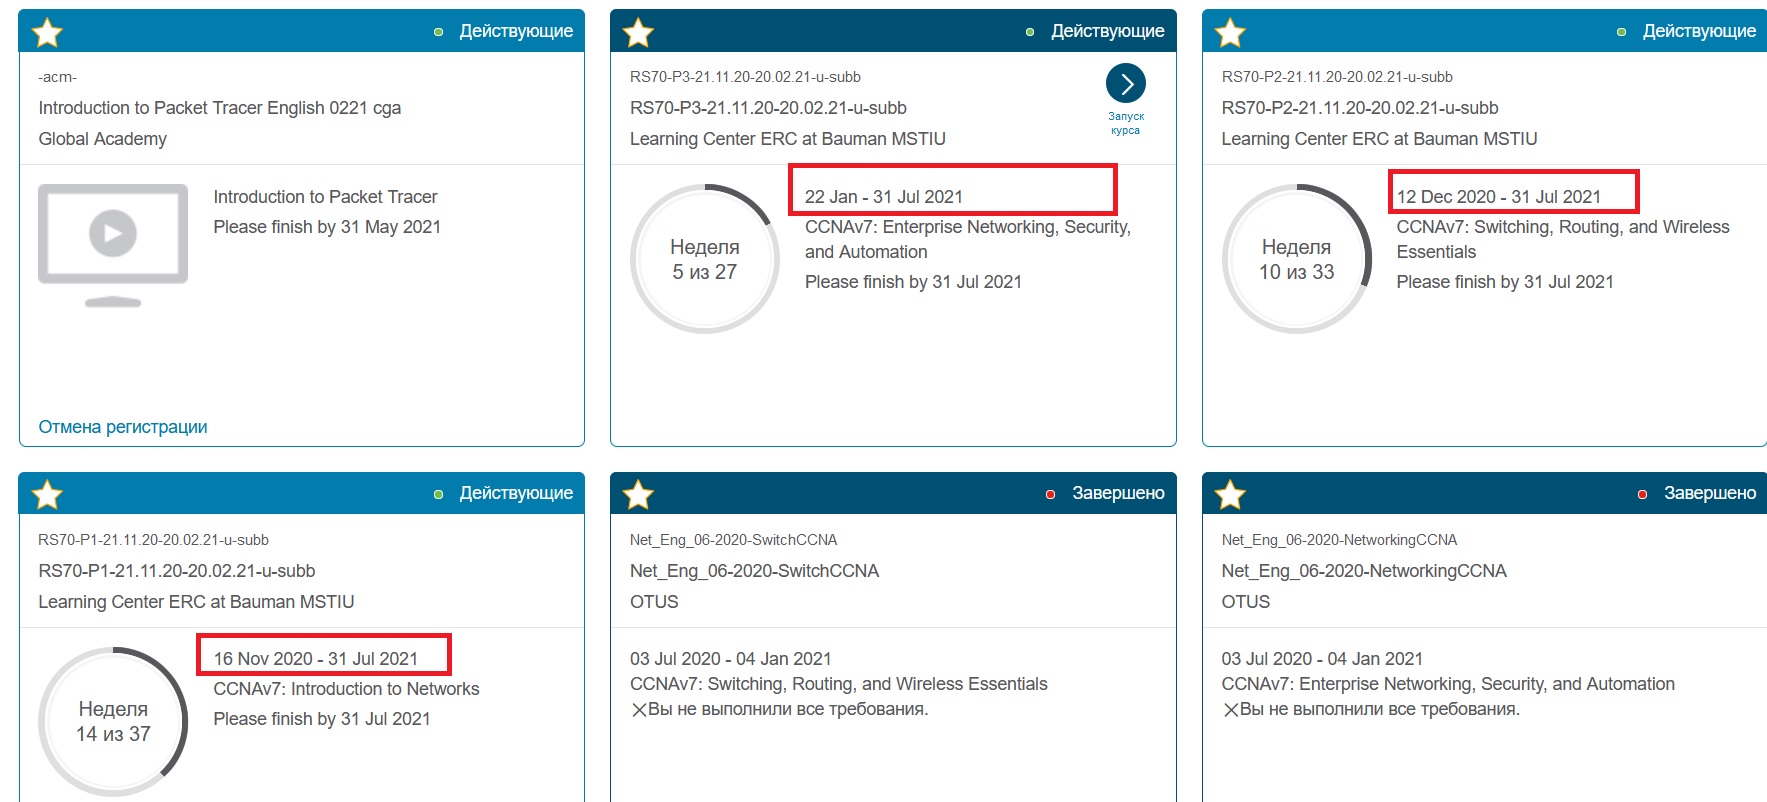 Действующие
-acm-
Introduction to Packet Tracer English 0221 cga
Global Academy
Introduction to Packet Tracer
Please finish by 31 May 2021
Отмена регистрации
Действующие
RS70-P3-21.11.20-20.02.21-u-subb
RS70-P3-21.11.20-20.02.21-u-subb
Learning Center ERC at Bauman MSTIU
Запуск
курса
Неделя
5 из 27
22 Jan - 31 Jul 2021
CCNAv7: Enterprise Networking, Security,
and Automation
Please finish by 31 Jul 2021
Действующие
RS70-P2-21.11.20-20.02.21-u-subb
RS70-P2-21.11.20-20.02.21-u-subb
Learning Center ERC at Bauman MSTIU
Неделя
10 из 33
12 Dec 2020 - 31 Jul 2021
CCNAv7: Switching, Routing, and Wireless
Essentials
Please finish by 31 Jul 2021
Действующие
RS70-P1-21.11.20-20.02.21-u-subb
RS70-P1-21.11.20-20.02.21-u-subb
Learning Center ERC at Bauman MSTIU
Неделя
14 из 37
16 Nov 2020 - 31 Jul 2021
CCNAv7: Introduction to Networks
Please finish by 31 Jul 2021
Завершено
Net_Eng_06-2020-SwitchCCNA
Net_Eng_06-2020-SwitchCCNA
OTUS
03 Jul 2020 - 04 Jan 2021
CCNAv7: Switching, Routing, and Wireless Essentials
Вы не выполнили все требования.
Завершено
Net_Eng_06-2020-NetworkingCCNA
Net_Eng_06-2020-NetworkingCCNA
OTUS
03 Jul 2020 - 04 Jan 2021
CCNAv7: Enterprise Networking, Security, and Automation
Вы не выполнили все требования.